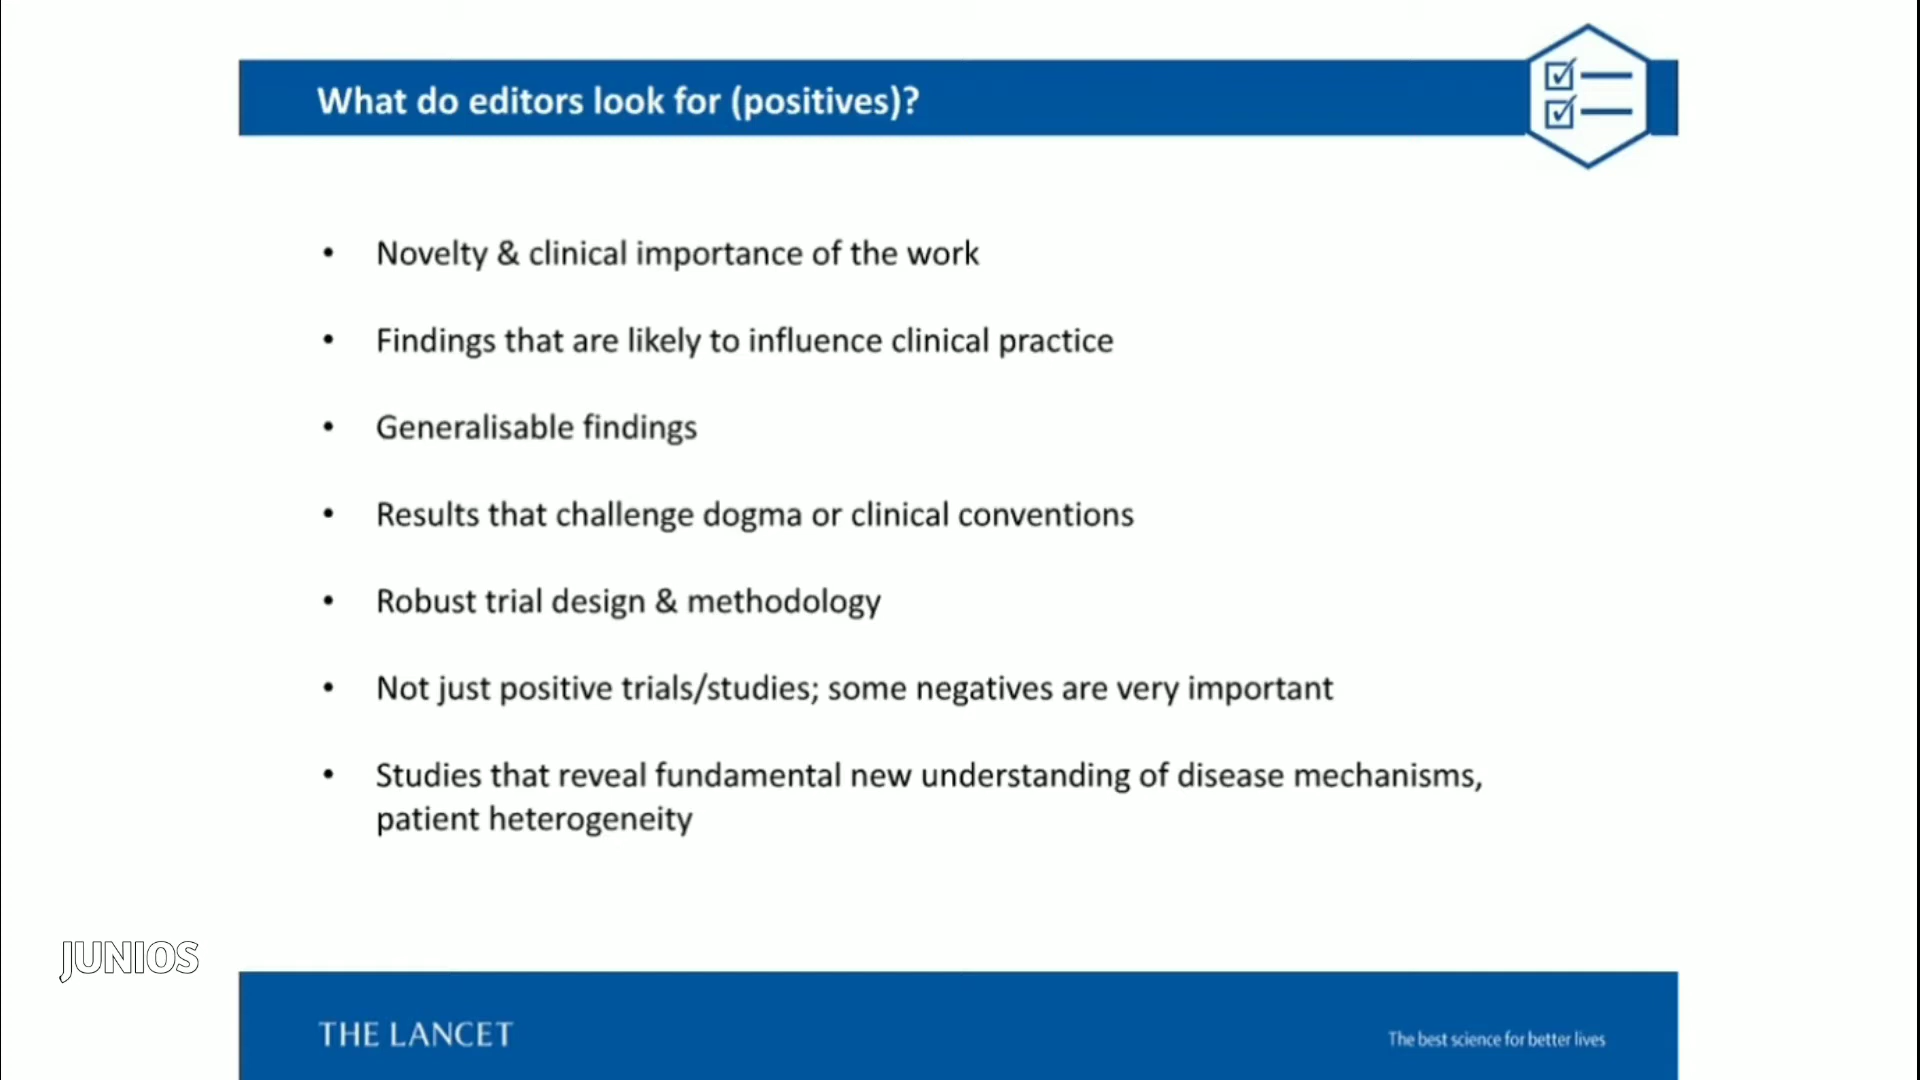 What do editors look for (positives)?
• Novelty & clinical importance of the work
• Findings that are likely to influence clinical practice
• Generalisable findings
• Results that challenge dogma or clinical conventions
• Robust trial design & methodology
• Not just positive trials/studies; some negatives are very important
• Studies that reveal fundamental new understanding of disease mechanisms,
patient heterogeneity
JUNIOS
THE LANCET
The best science for better lives